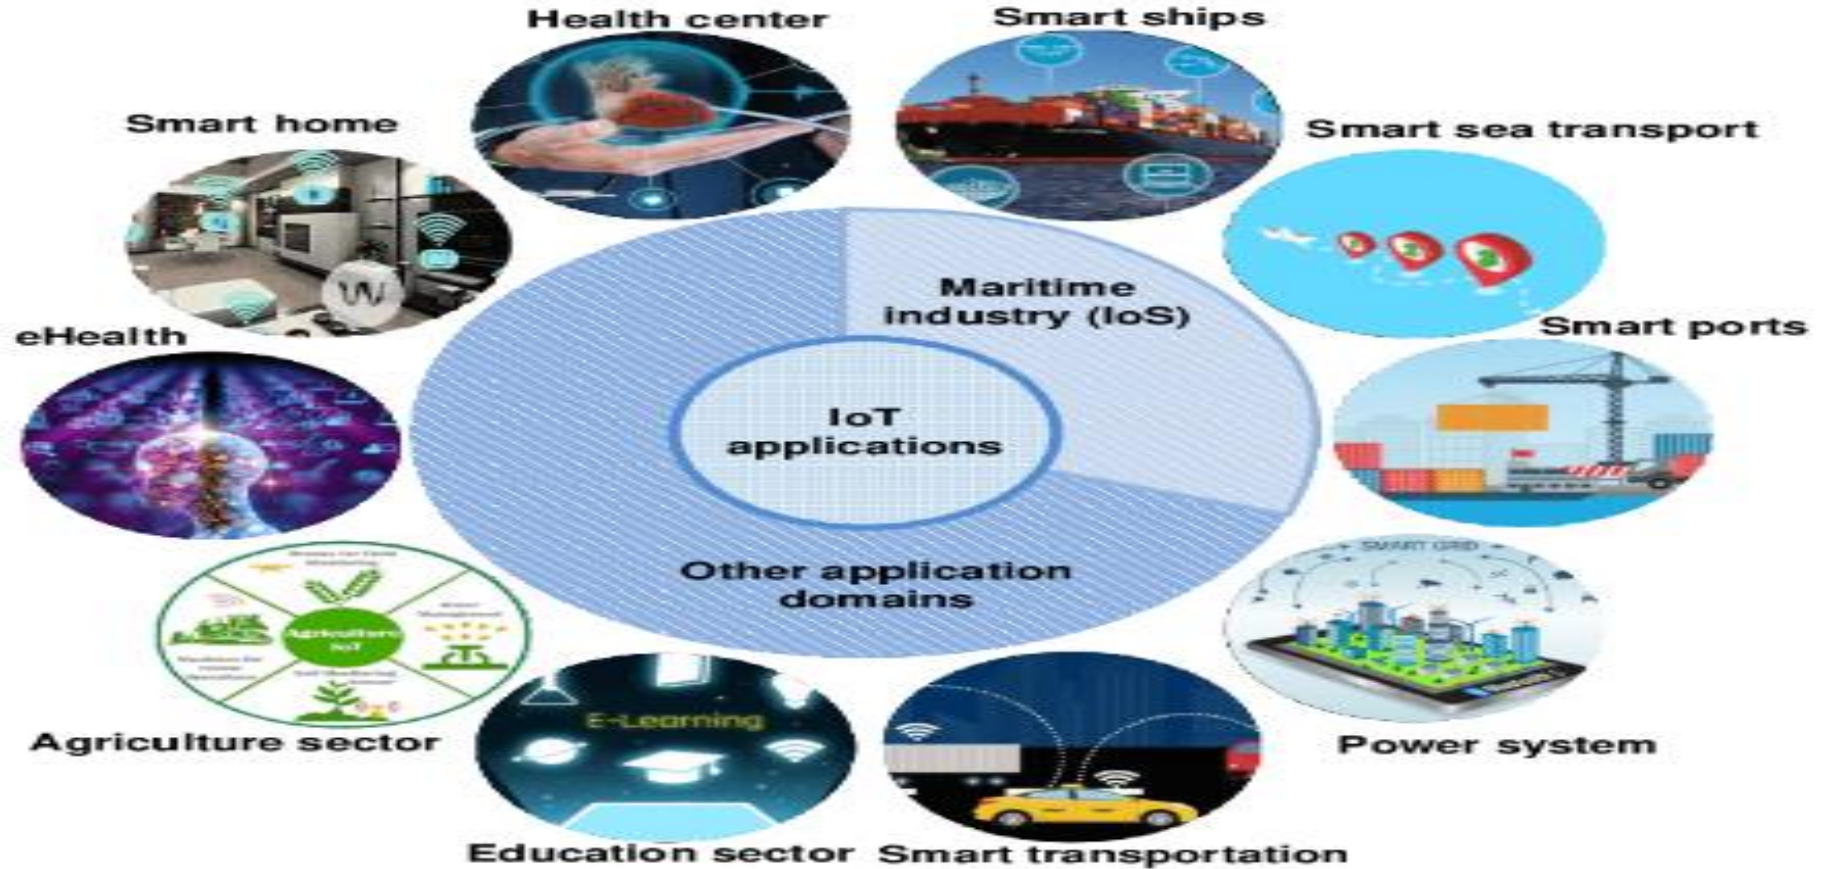 Health center
Smart ships
Smart home
Smart sea transport
eHealth
Maritime
industry (IoS)
Smart ports
IoT
applications
Other application
domains
SMART GRID
Agriculture
IoT
E-Learning
Agriculture sector
Power system
Education sector
Smart transportation